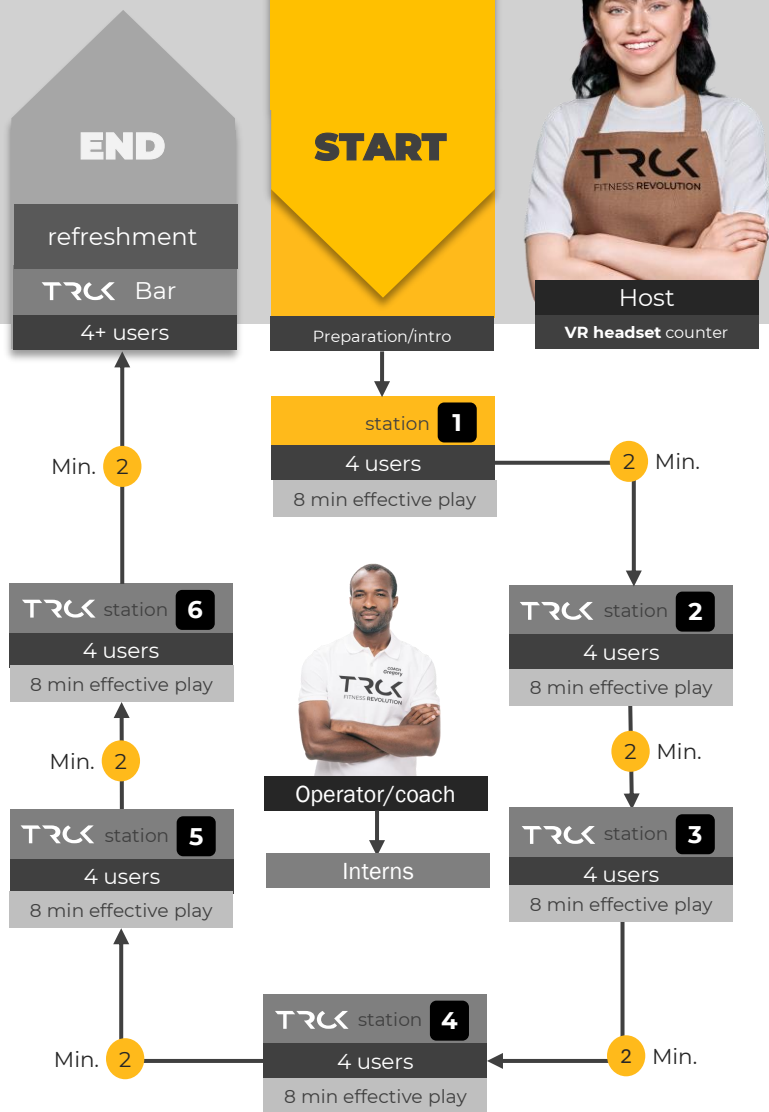 END
START
TRCK
FITNESS REVOLUTION
refreshment
TRCK Bar
4+ users
Preparation/intro
Host
VR headset counter
station 1
4 users
8 min effective play
2 Min.
Min. 2
TRCK station 6
4 users
8 min effective play
COACH
Gregory
TRCK
FITNESS REVOLUTION
TRCK station 2
4 users
8 min effective play
Min. 2
2 Min.
Operator/coach
Interns
TRCK station 5
4 users
8 min effective play
TRCK station 3
4 users
8 min effective play
TRCK station 4
4 users
8 min effective play
Min. 2
2 Min.